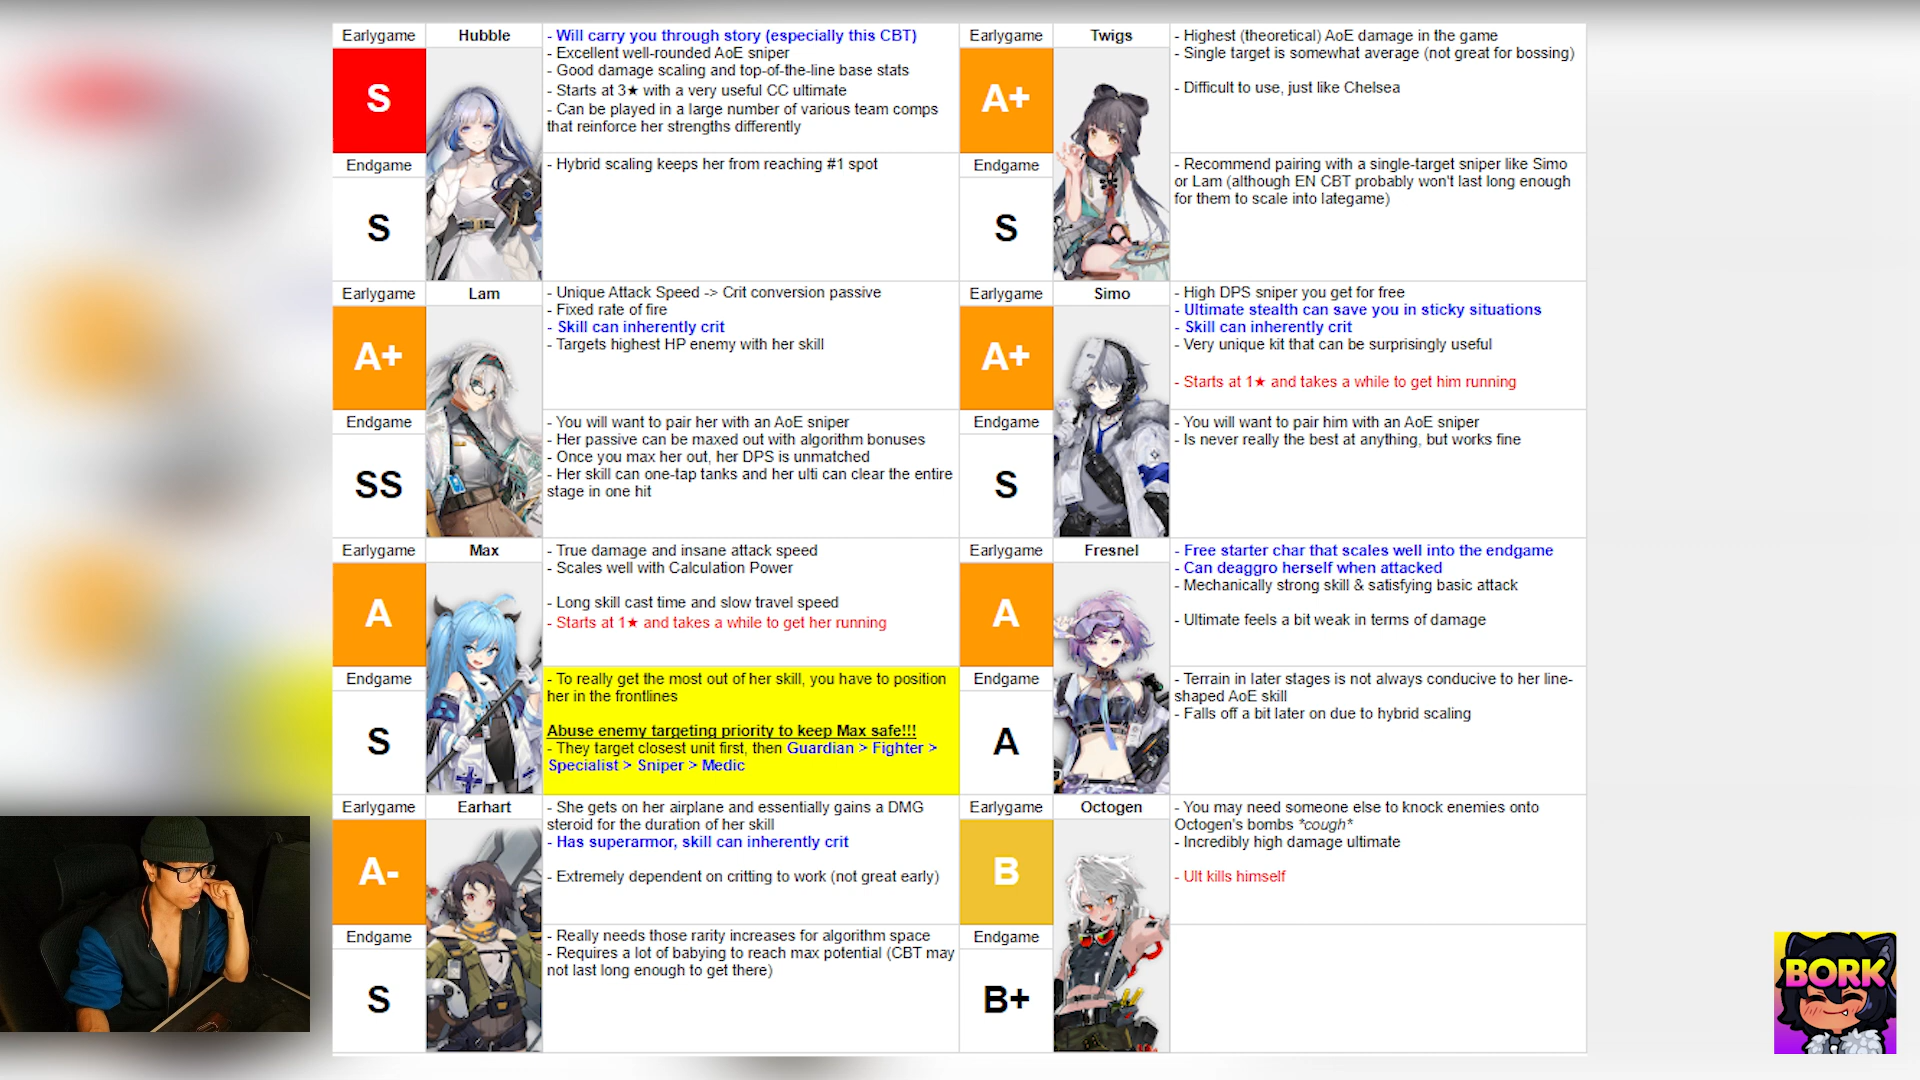 Earlygame
Hubble
S
Endgame
S
- Will carry you through story (especially this CBT)
- Excellent well-rounded AoE sniper
- Good damage scaling and top-of-the-line base stats
- Starts at 3★ with a very useful CC ultimate
- Can be played in a large number of various team comps
that reinforce her strengths differently
- Hybrid scaling keeps her from reaching #1 spot
Earlygame
Twigs
A+
Endgame
S
- Highest (theoretical) AoE damage in the game
- Single target is somewhat average (not great for bossing)
- Difficult to use, just like Chelsea
- Recommend pairing with a single-target sniper like Simo
or Lam (although EN CBT probably won't last long enough
for them to scale into lategame)
Earlygame
Lam
A+
Endgame
SS
- Unique Attack Speed -> Crit conversion passive
- Fixed rate of fire
- Skill can inherently crit
- Targets highest HP enemy with her skill
- You will want to pair her with an AoE sniper
- Her passive can be maxed out with algorithm bonuses
- Once you max her out, her DPS is unmatched
- Her skill can one-tap tanks and her ulti can clear the entire
stage in one hit
Earlygame
Simo
A+
Endgame
S
- High DPS sniper you get for free
- Ultimate stealth can save you in sticky situations
- Skill can inherently crit
- Very unique kit that can be surprisingly useful
- Starts at 1★ and takes a while to get him running
- You will want to pair him with an AoE sniper
- Is never really the best at anything, but works fine
Earlygame
Max
A
Endgame
S
- True damage and insane attack speed
- Scales well with Calculation Power
- Long skill cast time and slow travel speed
- Starts at 1★ and takes a while to get her running
- To really get the most out of her skill, you have to position
her in the frontlines
Abuse enemy targeting priority to keep Max safe!!!
- They target closest unit first, then Guardian > Fighter >
Specialist > Sniper > Medic
Earlygame
Fresnel
A
Endgame
A
- Free starter char that scales well into the endgame
- Can deaggro herself when attacked
- Mechanically strong skill & satisfying basic attack
- Ultimate feels a bit weak in terms of damage
- Terrain in later stages is not always conducive to her line-
shaped AoE skill
- Falls off a bit later on due to hybrid scaling
Earlygame
Earhart
A-
Endgame
S
- She gets on her airplane and essentially gains a DMG
steroid for the duration of her skill
- Has superarmor, skill can inherently crit
- Extremely dependent on critting to work (not great early)
- Really needs those rarity increases for algorithm space
- Requires a lot of babying to reach max potential (CBT may
not last long enough to get there)
Earlygame
Octogen
B
Endgame
B+
- You may need someone else to knock enemies onto
Octogen's bombs *cough*
- Incredibly high damage ultimate
- Ult kills himself
BORK